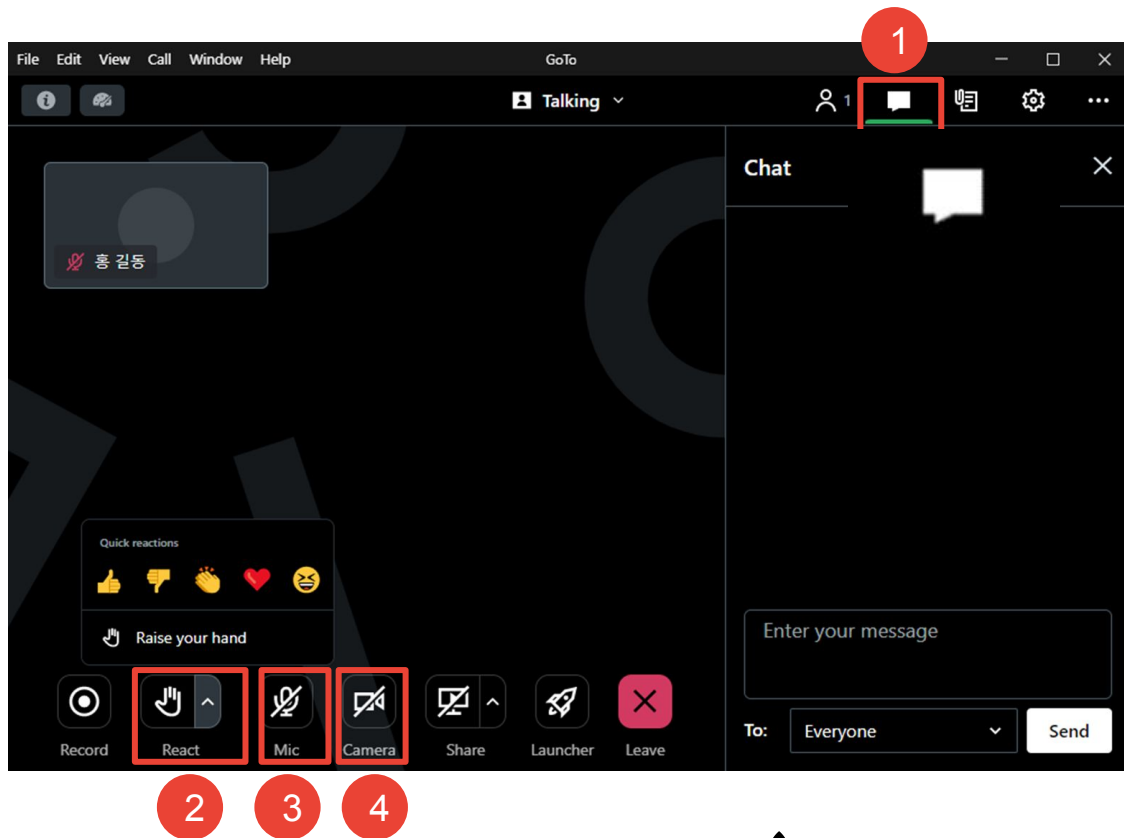 1
File Edit View Call Window Help GoTo
Talking 1
Chat
홍 길동
Quick reactions
Raise your hand
Enter your message
To: Everyone Send
Record React Mic Camera Share Launcher Leave
2 3 4